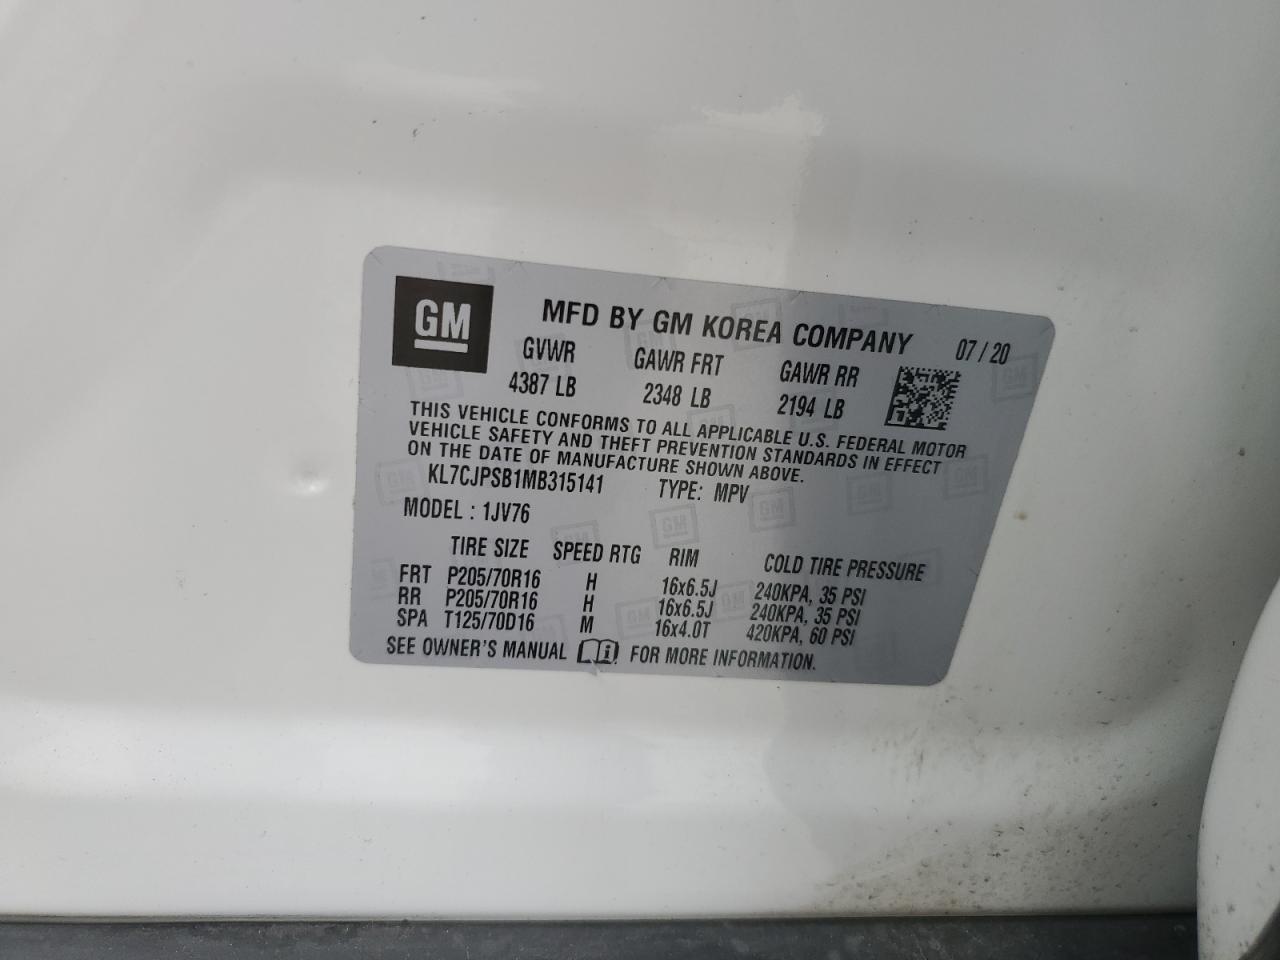 GM
MFD BY GM KOREA COMPANY 07 / 20
GVWR GAWR FRT GAWR RR
4387 LB 2348 LB 2194 LB
THIS VEHICLE CONFORMS TO ALL APPLICABLE U.S. FEDERAL MOTOR
VEHICLE SAFETY AND THEFT PREVENTION STANDARDS IN EFFECT
ON THE DATE OF MANUFACTURE SHOWN ABOVE.
KL7CJPSB1MB315141 TYPE: MPV
MODEL : 1JV76
TIRE SIZE SPEED RTG RIM COLD TIRE PRESSURE
FRT P205/70R16 H 16x6.5J 240KPA, 35 PSI
RR P205/70R16 H 16x6.5J 240KPA, 35 PSI
SPA T125/70D16 M 16x4.0T 420KPA, 60 PSI
SEE OWNER'S MANUAL i FOR MORE INFORMATION.